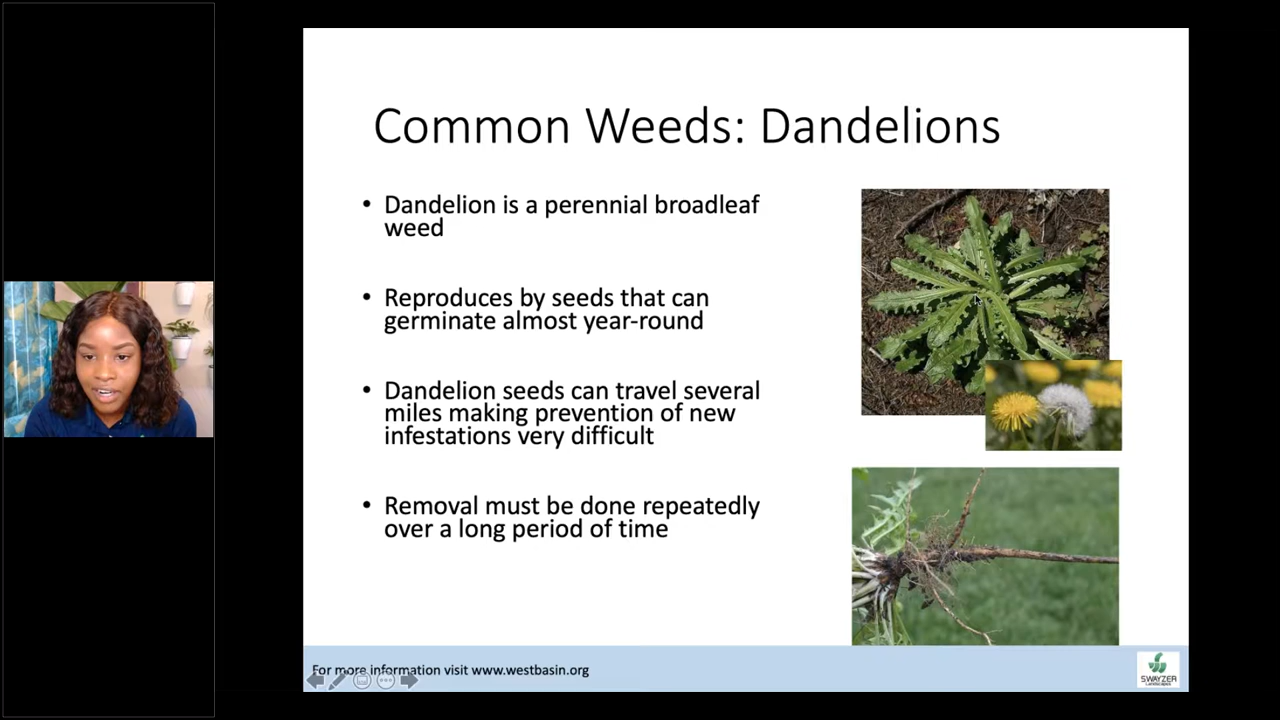 Common Weeds: Dandelions
• Dandelion is a perennial broadleaf
weed
• Reproduces by seeds that can
germinate almost year-round
• Dandelion seeds can travel several
miles making prevention of new
infestations very difficult
• Removal must be done repeatedly
over a long period of time
For more information visit www.westbasin.org
SWAYZER
LANDSCAPES